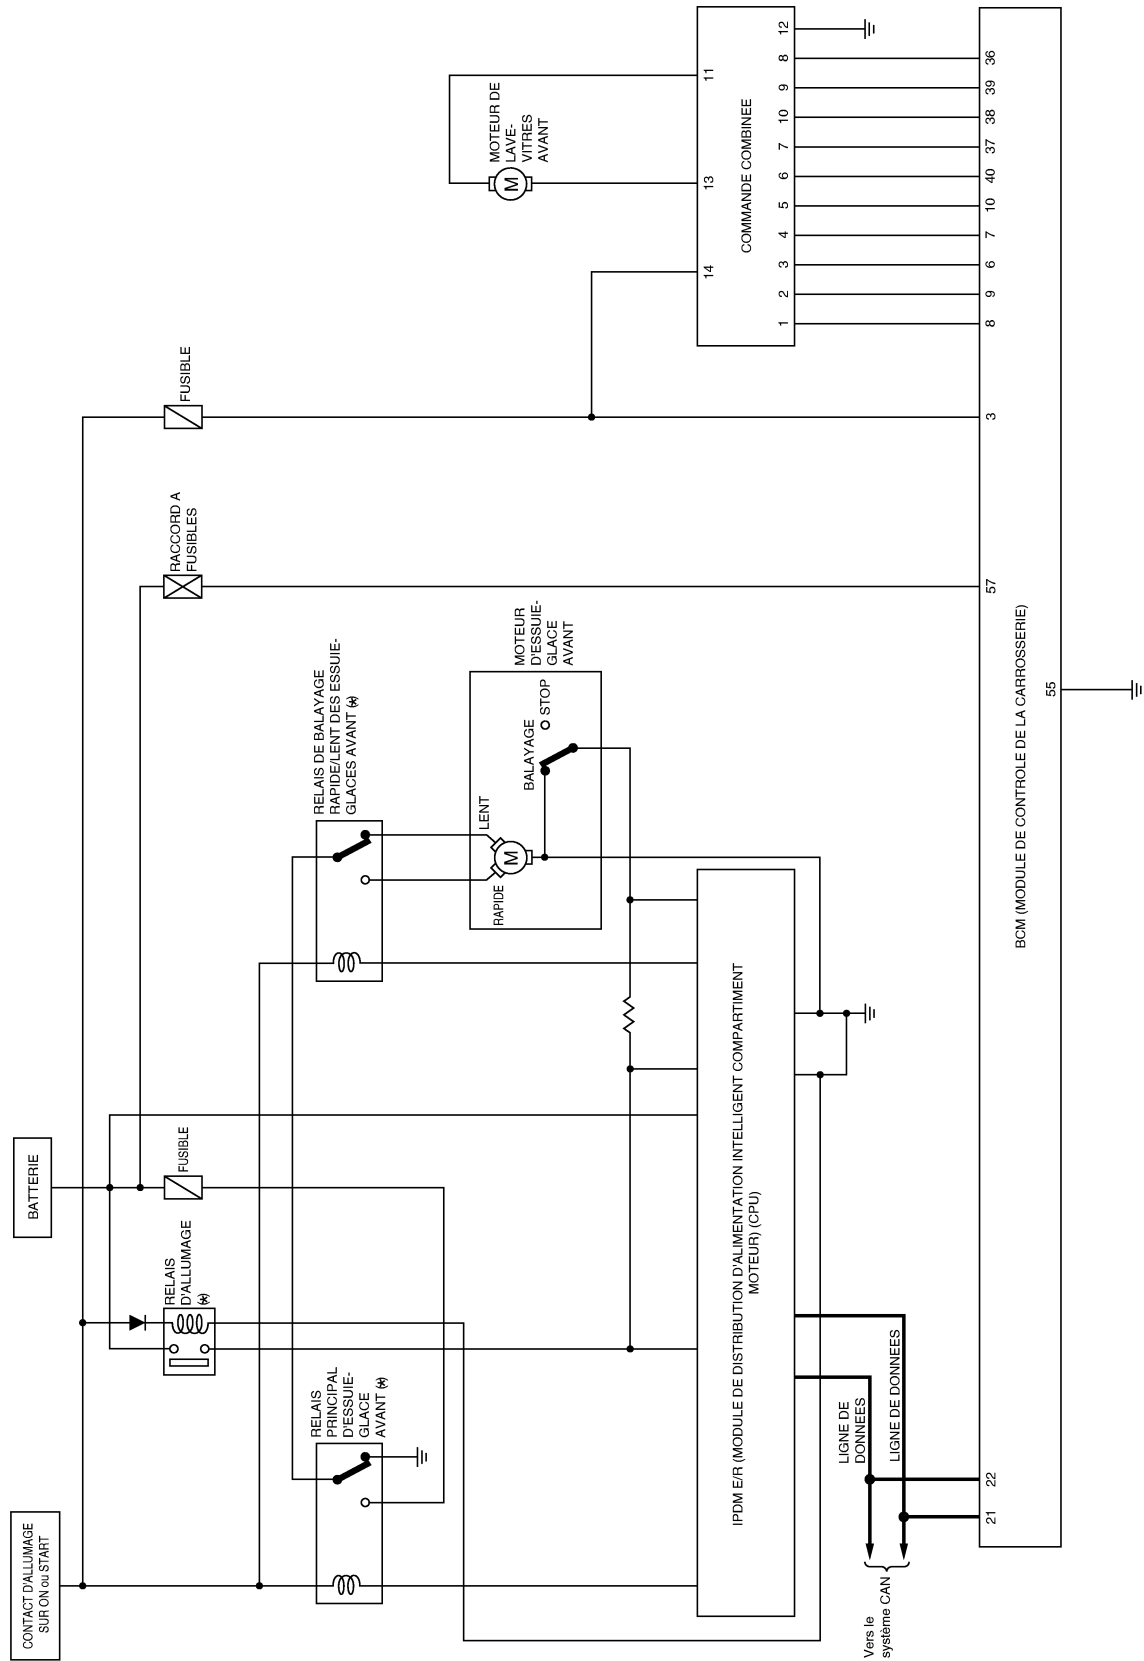 CONTACT D'ALLUMAGE
SUR ON ou START
BATTERIE
RELAIS
PRINCIPAL
D'ESSUIE-
GLACE
AVANT (*)
RELAIS
D'ALLUMAGE
(*)
FUSIBLE
RACCORD A
FUSIBLES
FUSIBLE
RELAIS DE BALAYAGE
RAPIDE/LENT DES ESSUIE-
GLACES AVANT (*)
MOTEUR
D'ESSUIE-
GLACE
AVANT
RAPIDE
LENT
M
BALAYAGE
STOP
MOTEUR DE
LAVE-
VITRES
AVANT
M
14
13
11
COMMANDE COMBINEE
1
2
3
4
5
6
7
10
9
8
12
IPDM E/R (MODULE DE DISTRIBUTION D'ALIMENTATION INTELLIGENT COMPARTIMENT
MOTEUR) (CPU)
LIGNE DE
DONNEES
LIGNE DE DONNEES
Vers le
système CAN
21
22
57
3
8
9
6
7
10
40
37
38
39
36
BCM (MODULE DE CONTROLE DE LA CARROSSERIE)
55